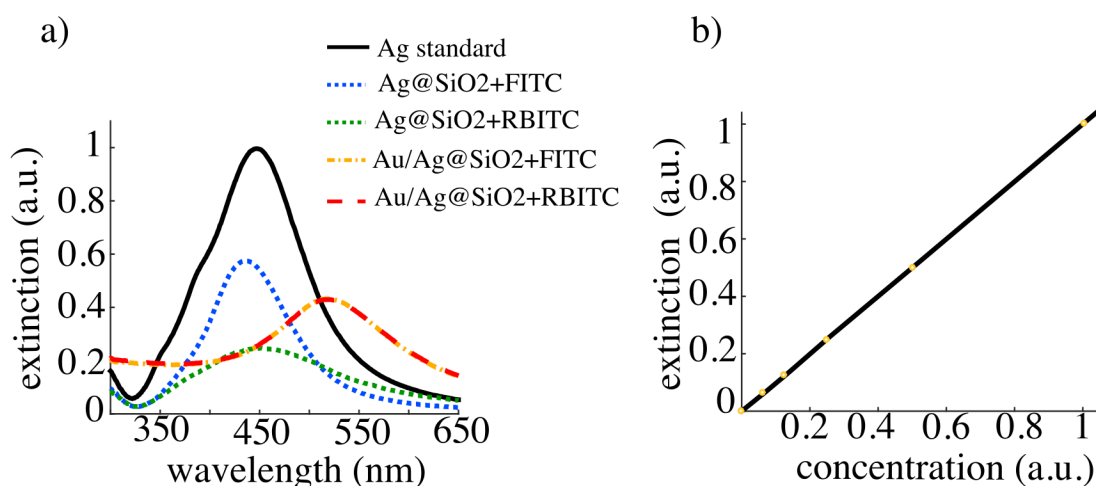 a)
Ag standard
Ag@SiO2+FITC
Ag@SiO2+RBITC
Au/Ag@SiO2+FITC
Au/Ag@SiO2+RBITC
extinction (a.u.)
1
0.8
0.6
0.4
0.2
0
350 450 550 650
wavelength (nm)
b)
extinction (a.u.)
1
0.8
0.6
0.4
0.2
0
0.2 0.4 0.6 0.8 1
concentration (a.u.)